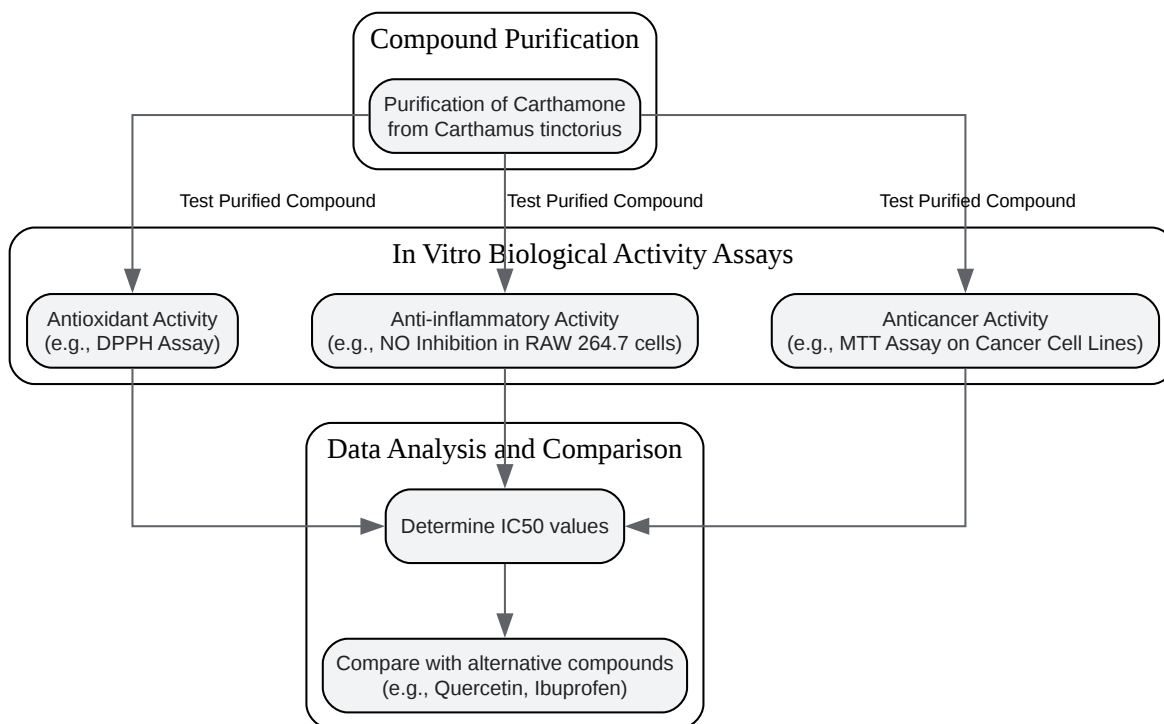 Compound Purification
Purification of Carthamone
from Carthamus tinctorius
Test Purified Compound
Test Purified Compound
Test Purified Compound
In Vitro Biological Activity Assays
Antioxidant Activity
(e.g., DPPH Assay)
Anti-inflammatory Activity
(e.g., NO Inhibition in RAW 264.7 cells)
Anticancer Activity
(e.g., MTT Assay on Cancer Cell Lines)
Data Analysis and Comparison
Determine IC50 values
Compare with alternative compounds
(e.g., Quercetin, Ibuprofen)